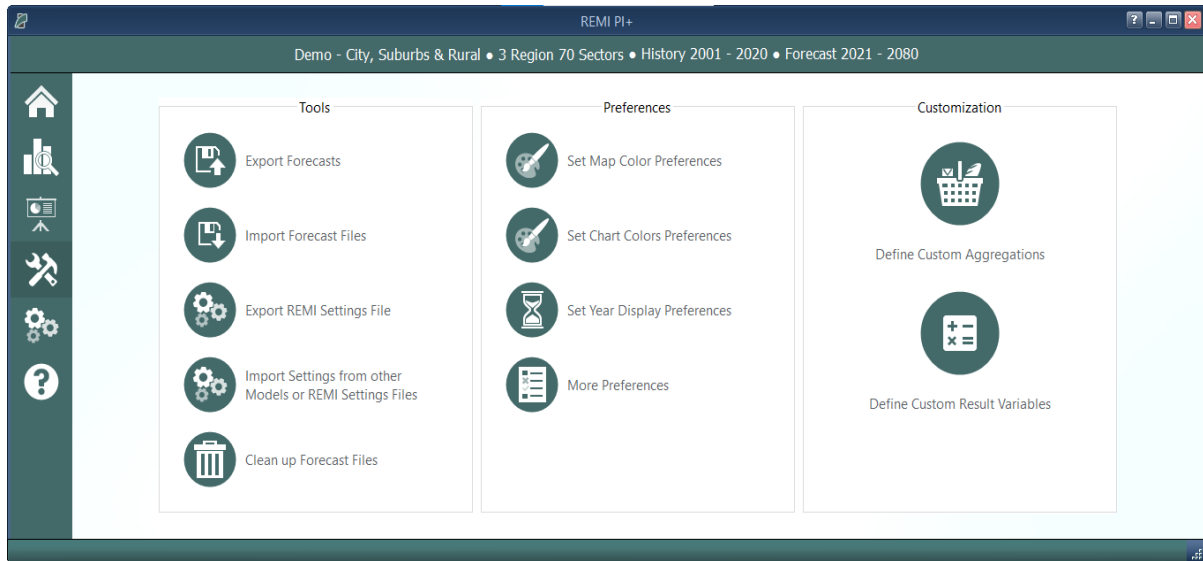 REMI PI+
Demo - City, Suburbs & Rural ● 3 Region 70 Sectors ● History 2001 - 2020 ● Forecast 2021 - 2080
Tools
Export Forecasts
Import Forecast Files
Export REMI Settings File
Import Settings from other
Models or REMI Settings Files
Clean up Forecast Files
Preferences
Set Map Color Preferences
Set Chart Colors Preferences
Set Year Display Preferences
More Preferences
Customization
Define Custom Aggregations
Define Custom Result Variables